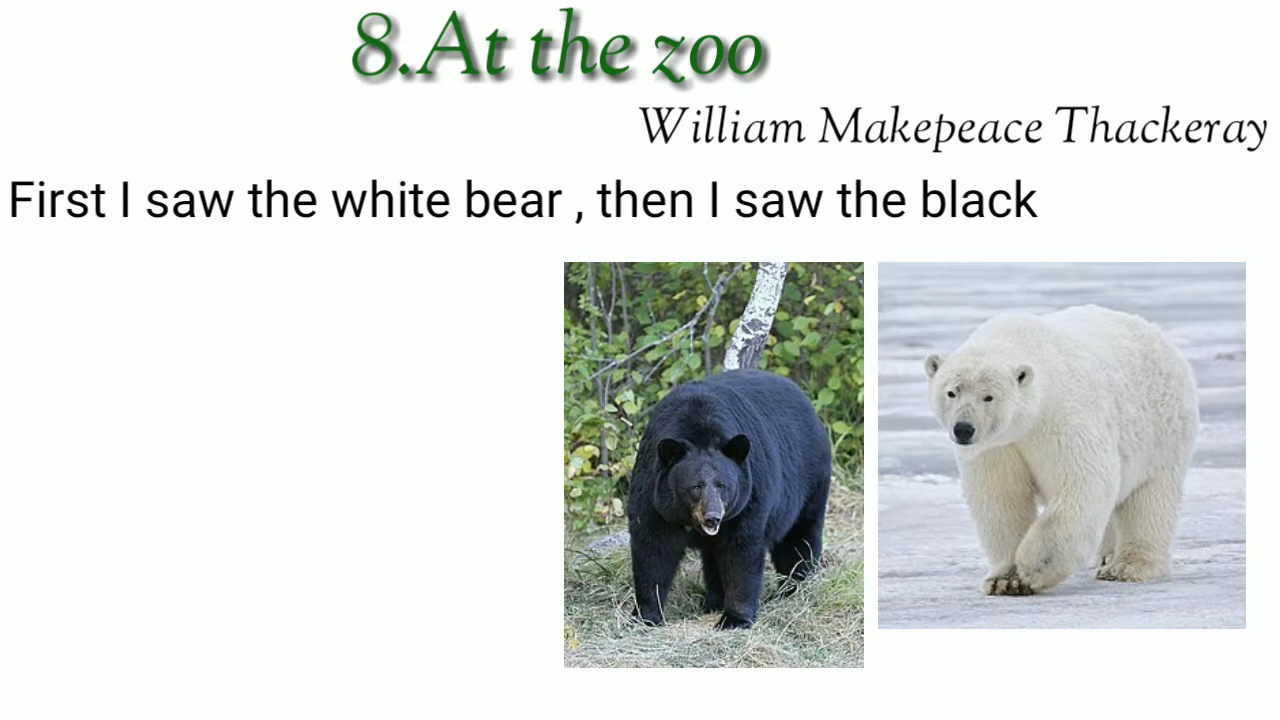 8.At the zoo
William Makepeace Thackeray
First I saw the white bear , then I saw the black